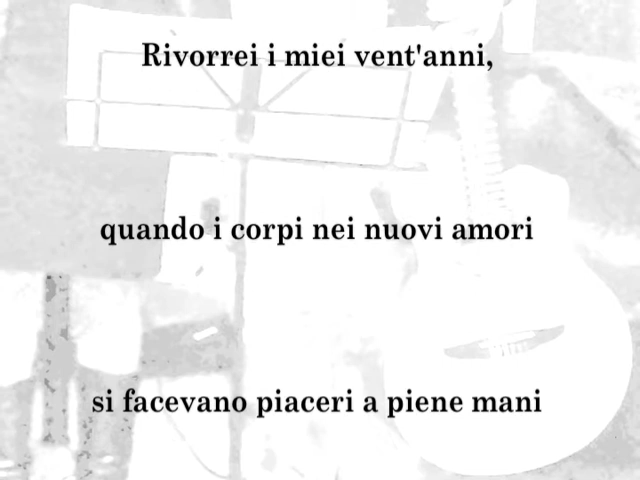 Rivorrei i miei vent'anni,
quando i corpi nei nuovi amori
si facevano piaceri a piene mani